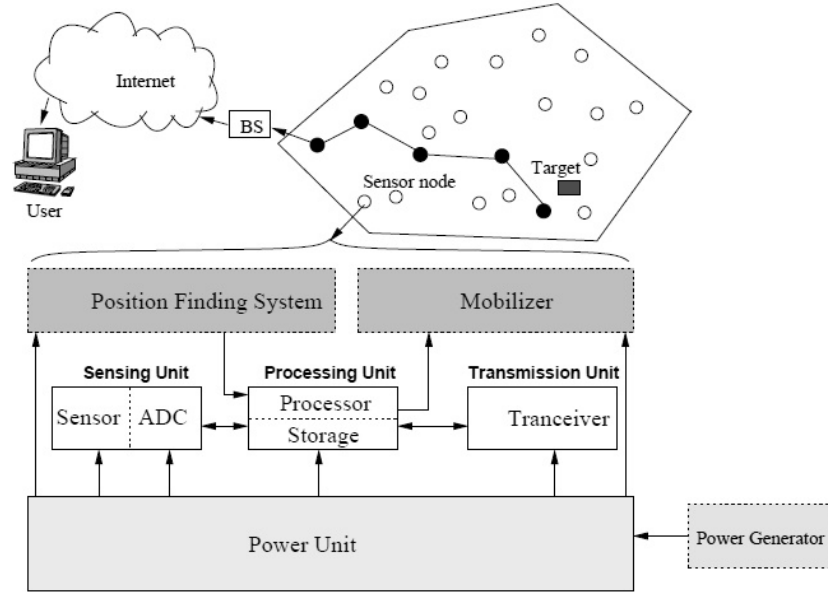 Internet
BS
User
Sensor node
Target
Position Finding System
Mobilizer
Sensing Unit
Processing Unit
Transmission Unit
Sensor
ADC
Processor
Storage
Tranceiver
Power Unit
Power Generator